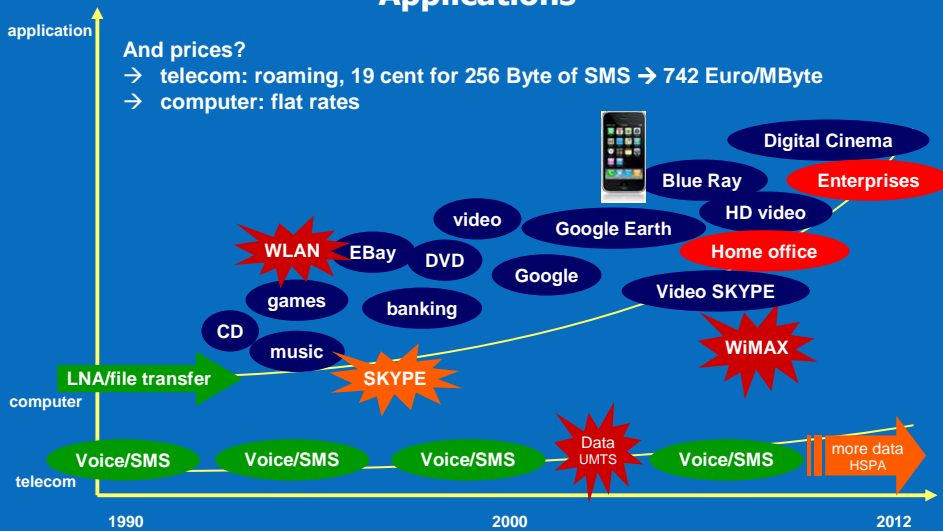 Applications
application
And prices?
→ telecom: roaming, 19 cent for 256 Byte of SMS → 742 Euro/MByte
→ computer: flat rates
Digital Cinema
Blue Ray
Enterprises
video
HD video
Google Earth
WLAN
EBay
DVD
Home office
Google
games
banking
Video SKYPE
CD
music
WiMAX
LNA/file transfer
SKYPE
computer
Voice/SMS
Voice/SMS
Voice/SMS
Data
UMTS
Voice/SMS
more data
HSPA
telecom
1990
2000
2012